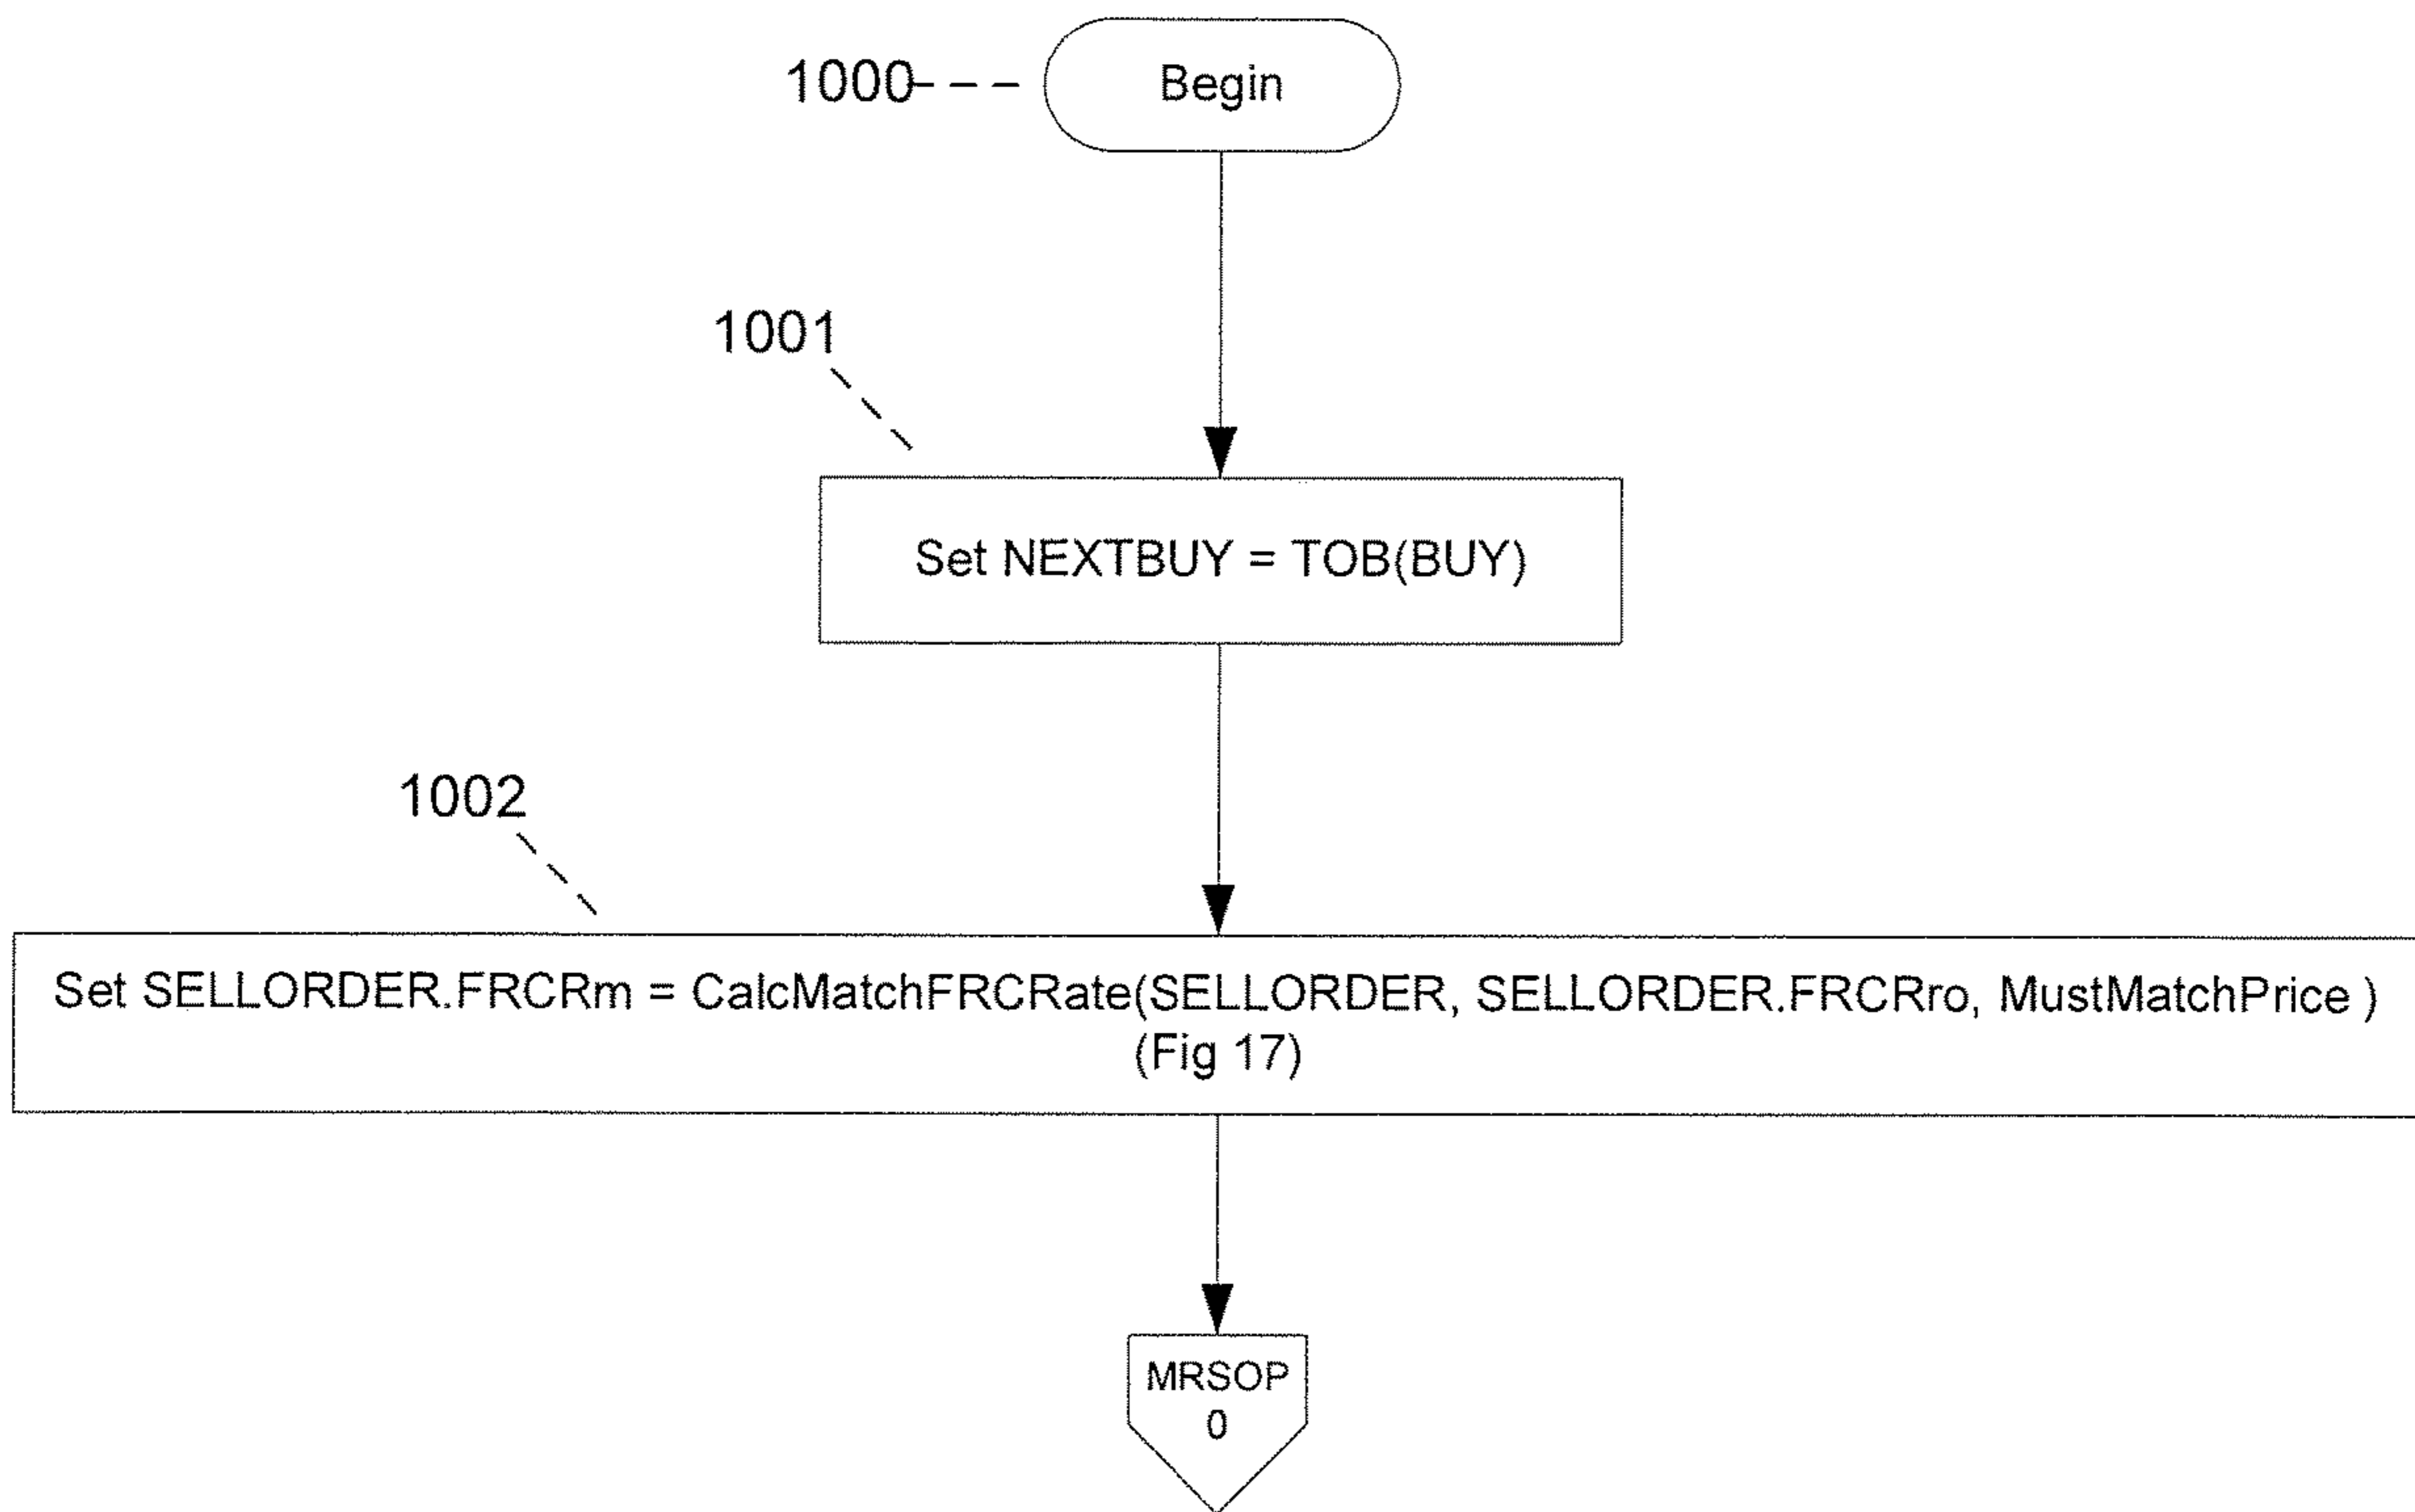 1000
Begin
1001
Set NEXTBUY = TOB(BUY)
1002
Set SELLORDER.FRCRm = CalcMatchFRCRate(SELLORDER, SELLORDER.FRCRro, MustMatchPrice )
(Fig 17)
MRSOP
0